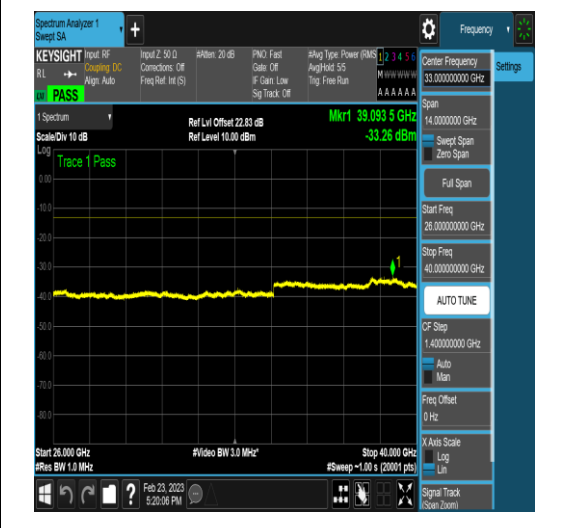 Spectrum Analyzer 1
Swept SA
Frequency
KEYSIGHT
RL
PASS
Input: RF
Coupling: DC
Align: Auto
Input Z: 50 Ω
Corrections: Off
Freq Ref: Int (S)
#Atten: 20 dB
PNO: Fast
Gate: Off
IF Gain: Low
Sig Track: Off
#Avg Type: Power (RMS
Avg|Hold: 5/5
Trig: Free Run
1 2 3 4 5 6
M W W W W W
A A A A A A
Center Frequency
33.000000000 GHz
Settings
Span
14.0000000 GHz
Swept Span
Zero Span
Full Span
Start Freq
26.000000000 GHz
Stop Freq
40.000000000 GHz
AUTO TUNE
CF Step
1.400000000 GHz
Auto
Man
Freq Offset
0 Hz
X Axis Scale
Log
Lin
Signal Track
(Span Zoom)
1 Spectrum
Scale/Div 10 dB
Ref Lvl Offset 22.83 dB
Ref Level 10.00 dBm
Mkr1 39.093 5 GHz
-33.26 dBm
Log
Trace 1 Pass
0.00
-10.0
-20.0
-30.0
-40.0
-50.0
-60.0
-70.0
-80.0
1
Start 26.000 GHz
#Res BW 1.0 MHz
#Video BW 3.0 MHz*
Stop 40.000 GHz
#Sweep ~1.00 s (20001 pts)
Feb 23, 2023
5:20:06 PM